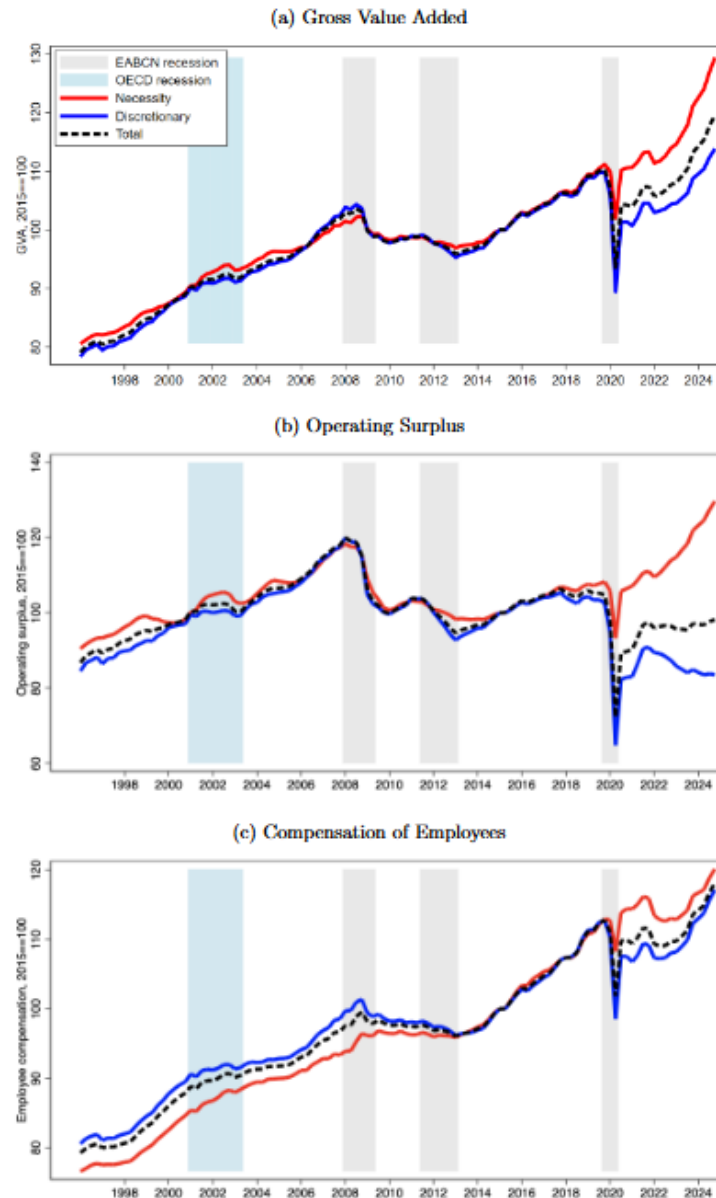 (a) Gross Value Added
EABCN recession
OECD recession
Necessity
Discretionary
Total
GVA, 2015==100
130
120
110
100
90
80
1998 2000 2002 2004 2006 2008 2010 2012 2014 2016 2018 2020 2022 2024
(b) Operating Surplus
Operating surplus, 2015==100
140
120
100
80
60
1998 2000 2002 2004 2006 2008 2010 2012 2014 2016 2018 2020 2022 2024
(c) Compensation of Employees
Employee compensation, 2015==100
120
110
100
90
80
1998 2000 2002 2004 2006 2008 2010 2012 2014 2016 2018 2020 2022 2024